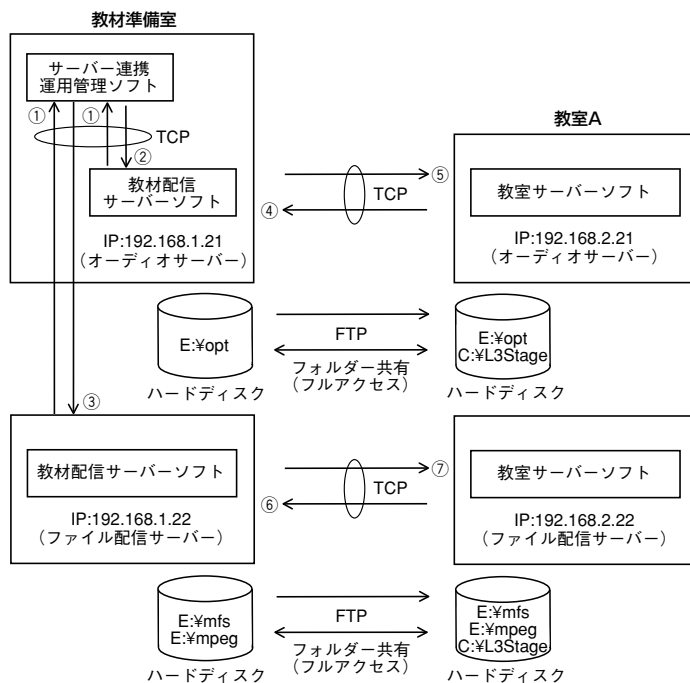 教材準備室
サーバー連携
運用管理ソフト
① ①
TCP
②
教材配信
サーバーソフト
IP:192.168.1.21
(オーディオサーバー)
教室A
⑤
TCP
④
教室サーバーソフト
IP:192.168.2.21
(オーディオサーバー)
E:¥opt
ハードディスク
FTP
フォルダー共有
(フルアクセス)
E:¥opt
C:¥L3Stage
ハードディスク
③
教材配信サーバーソフト
IP:192.168.1.22
(ファイル配信サーバー)
⑦
TCP
⑥
教室サーバーソフト
IP:192.168.2.22
(ファイル配信サーバー)
E:¥mfs
E:¥mpeg
ハードディスク
FTP
フォルダー共有
(フルアクセス)
E:¥mfs
E:¥mpeg
C:¥L3Stage
ハードディスク